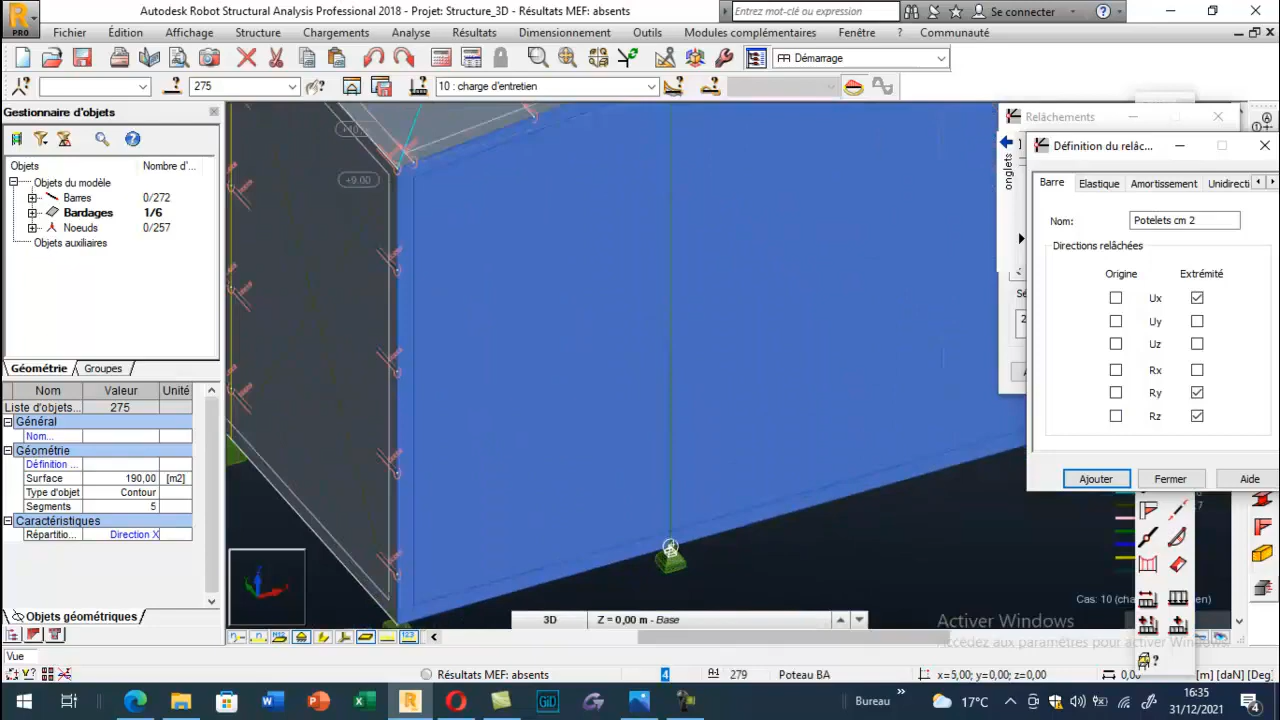 Autodesk Robot Structural Analysis Professional 2018 - Projet: Structure_3D - Résultats MEF: absents
Entrez mot-clé ou expression
Se connecter
PRO
Fichier Édition Affichage Structure Chargements Analyse Résultats Dimensionnement Outils Modules complémentaires Fenêtre ? Communauté
Démarrage
275
10 : charge d'entretien
Gestionnaire d'objets
Objets Nombre d'...
Objets du modèle
Barres 0/272
Bardages 1/6
Noeuds 0/257
Objets auxiliaires
Géométrie Groupes
Nom Valeur Unité
Liste d'objets... 275
Général
Nom...
Géométrie
Définition ...
Surface 190,00 [m2]
Type d'objet Contour
Segments 5
Caractéristiques
Répartitio... Direction X
Objets géométriques
Vue
+9.00
Relâchements
onglets
Définition du relâc...
Barre Elastique Amortissement Unidirecti
Nom: Potelets cm 2
Directions relâchées
Origine Extrémité
Ux
Uy
Uz
Rx
Ry
Rz
Ajouter Fermer Aide
3D Z = 0,00 m - Base
Activer Windows
Accédez aux paramètres pour activer Windows.
Résultats MEF: absents 4 279 Poteau BA x=5,00; y=0,00; z=0,00 0,00 [m] [daN] [Deg]
Bureau 17°C 16:35
31/12/2021